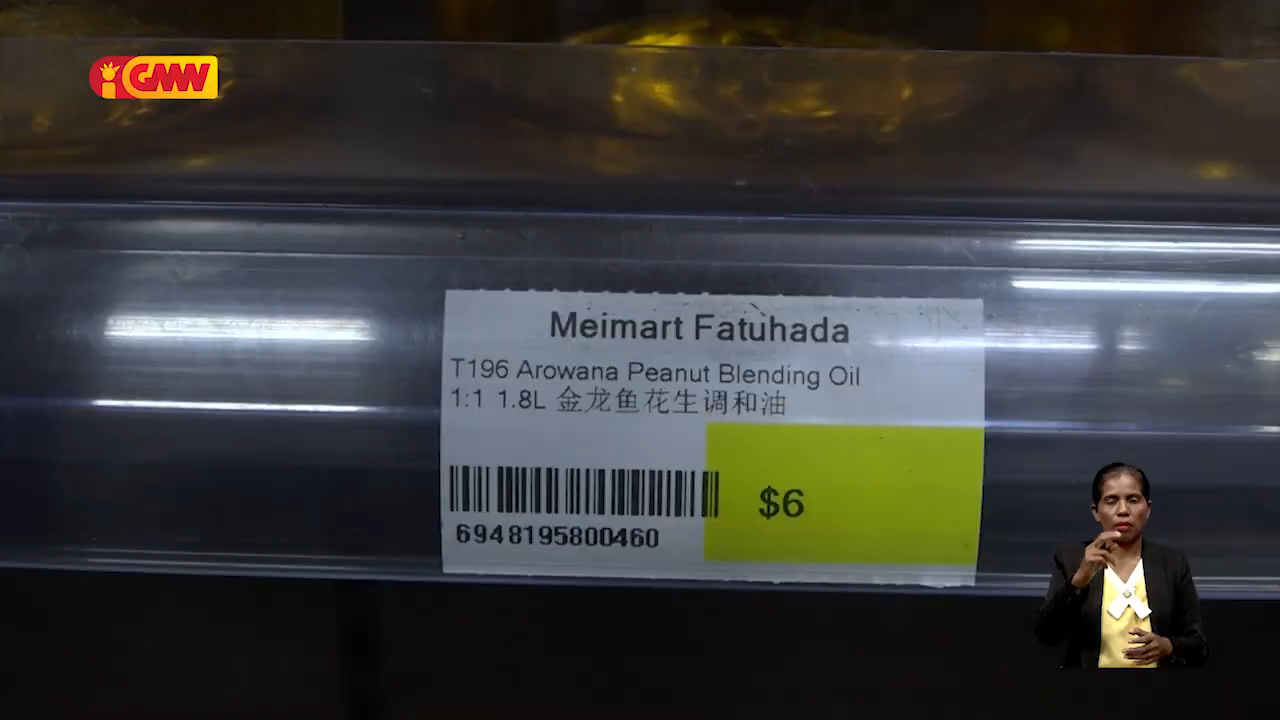 GMN
Meimart Fatuhada
T196 Arowana Peanut Blending Oil
1:1 1.8L 金龙鱼花生调和油
$6
6948195800460